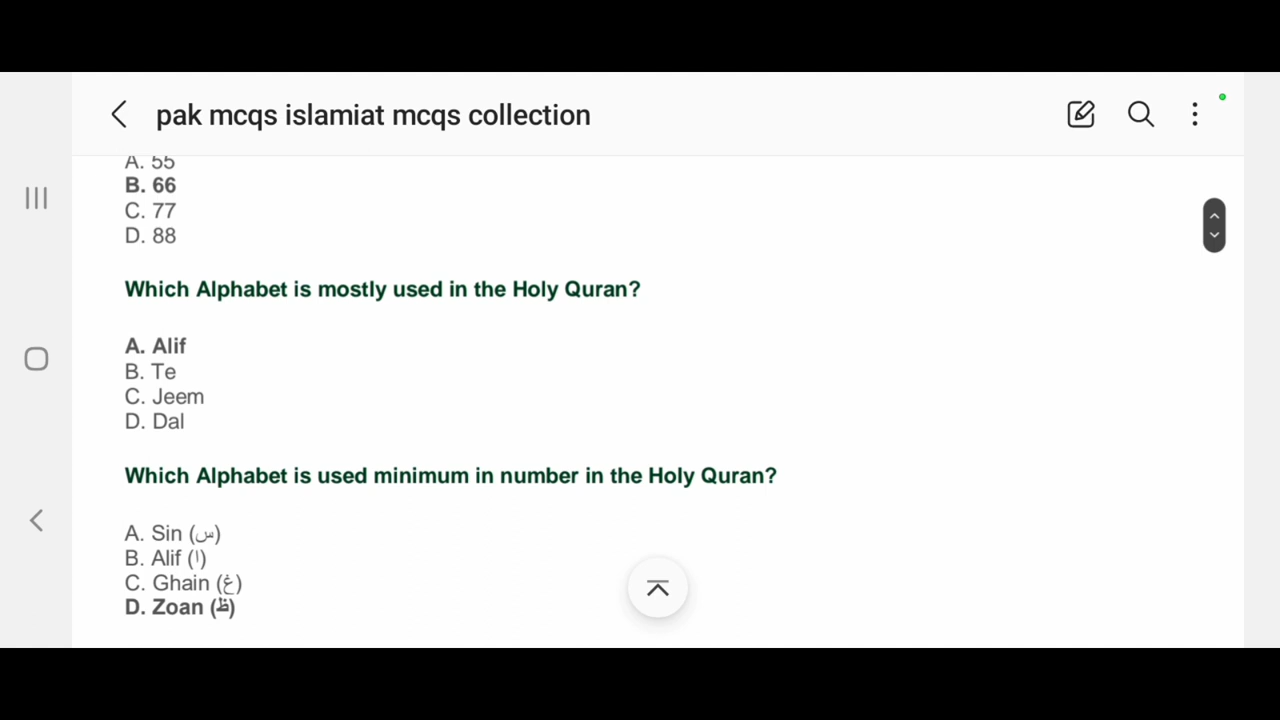 pak mcqs islamiat mcqs collection
A. 55
B. 66
C. 77
D. 88
Which Alphabet is mostly used in the Holy Quran?
A. Alif
B. Te
C. Jeem
D. Dal
Which Alphabet is used minimum in number in the Holy Quran?
A. Sin (س)
B. Alif (ا)
C. Ghain (غ)
D. Zoan (ظ)